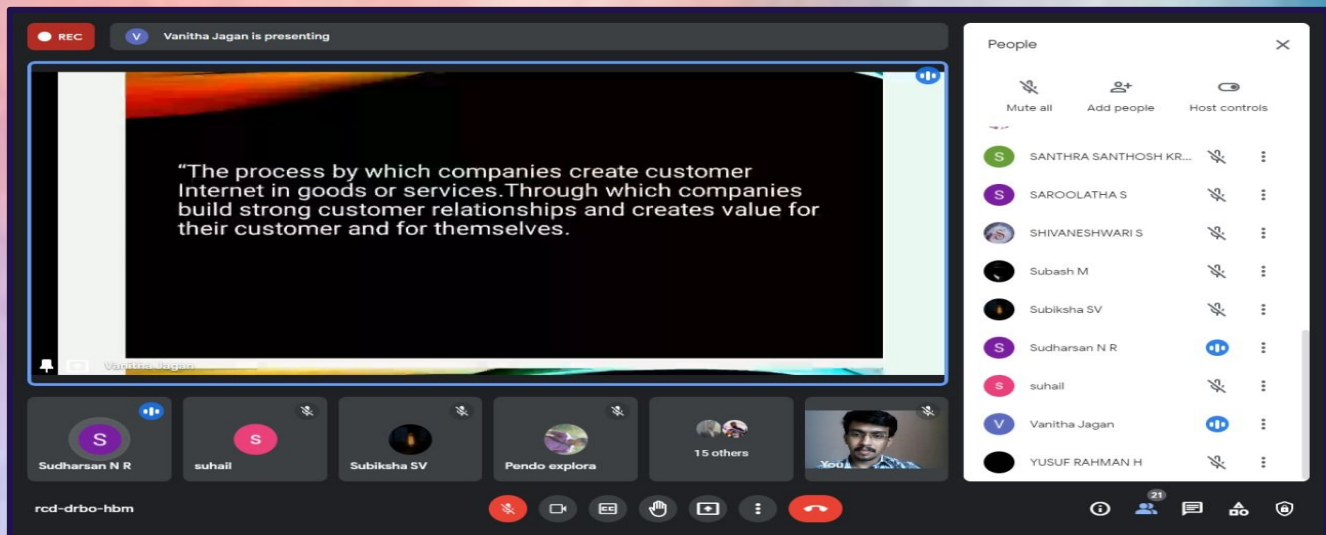 REC
V
Vanitha Jagan is presenting
“The process by which companies create customer
Internet in goods or services.Through which companies
build strong customer relationships and creates value for
their customer and for themselves.
Vanitha Jagan
S
Sudharsan N R
s
suhail
Subiksha SV
Pendo explora
15 others
You
rcd-drbo-hbm
CC
21
People
Mute all
Add people
Host controls
S
SANTHRA SANTHOSH KR...
S
SAROOLATHA S
S
SHIVANESHWARI S
Subash M
Subiksha SV
S
Sudharsan N R
s
suhail
V
Vanitha Jagan
YUSUF RAHMAN H